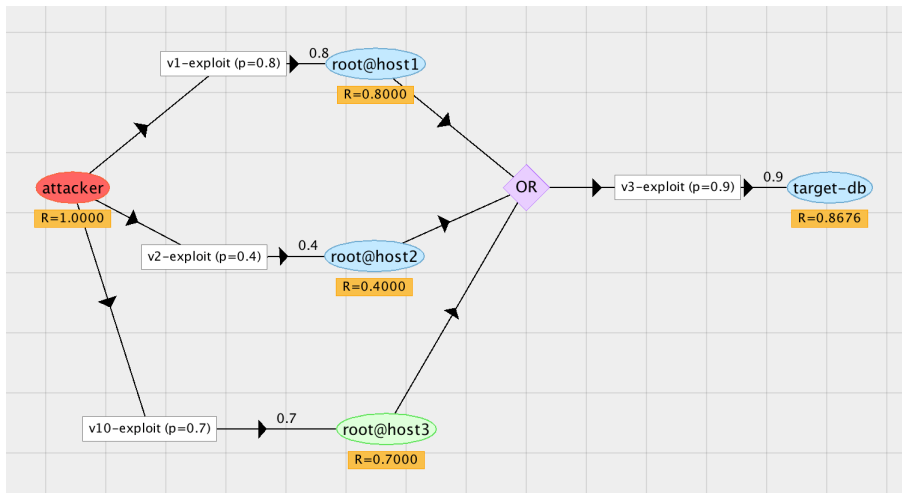 v1-exploit (p=0.8)
0.8
root@host1
R=0.8000
attacker
R=1.0000
OR
v3-exploit (p=0.9)
0.9
target-db
R=0.8676
v2-exploit (p=0.4)
0.4
root@host2
R=0.4000
v10-exploit (p=0.7)
0.7
root@host3
R=0.7000